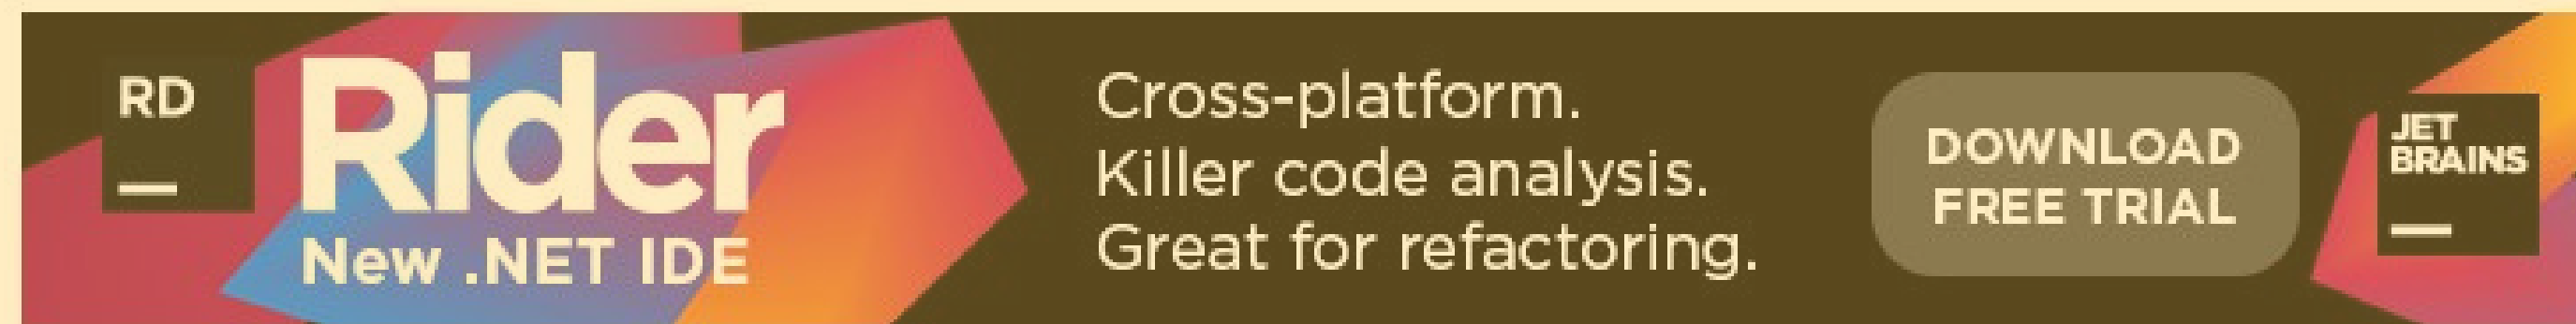 RD
Rider
New .NET IDE
Cross-platform.
Killer code analysis.
Great for refactoring.
DOWNLOAD
FREE TRIAL
JET
BRAINS